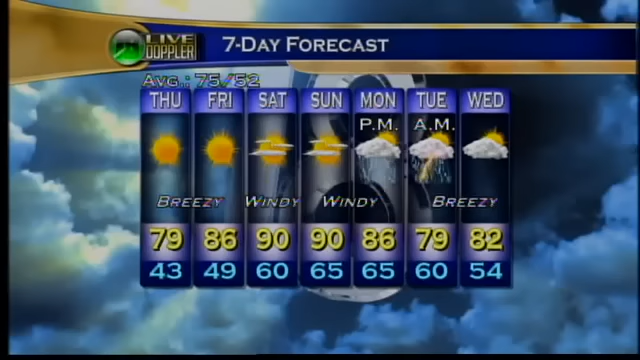 LIVE
DOPPLER
7-DAY FORECAST
AVG.: 75/52
THU FRI SAT SUN MON TUE WED
P.M. A.M.
BREEZY WINDY WINDY BREEZY
79 86 90 90 86 79 82
43 49 60 65 65 60 54